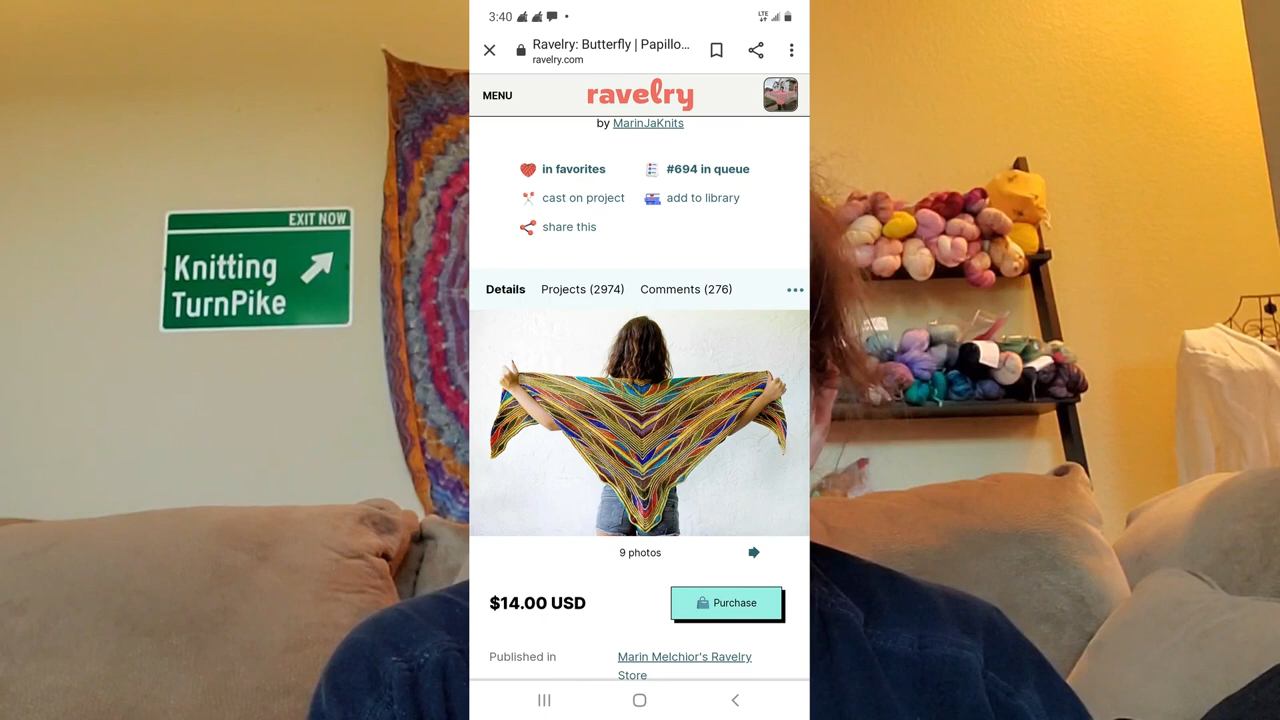 EXIT NOW
Knitting
TurnPike
3:40
LTE
Ravelry: Butterfly | Papillo...
ravelry.com
MENU
ravelry
by MarinJaKnits
in favorites
#694 in queue
cast on project
add to library
share this
Details
Projects (2974)
Comments (276)
9 photos
$14.00 USD
Purchase
Published in
Marin Melchior's Ravelry
Store